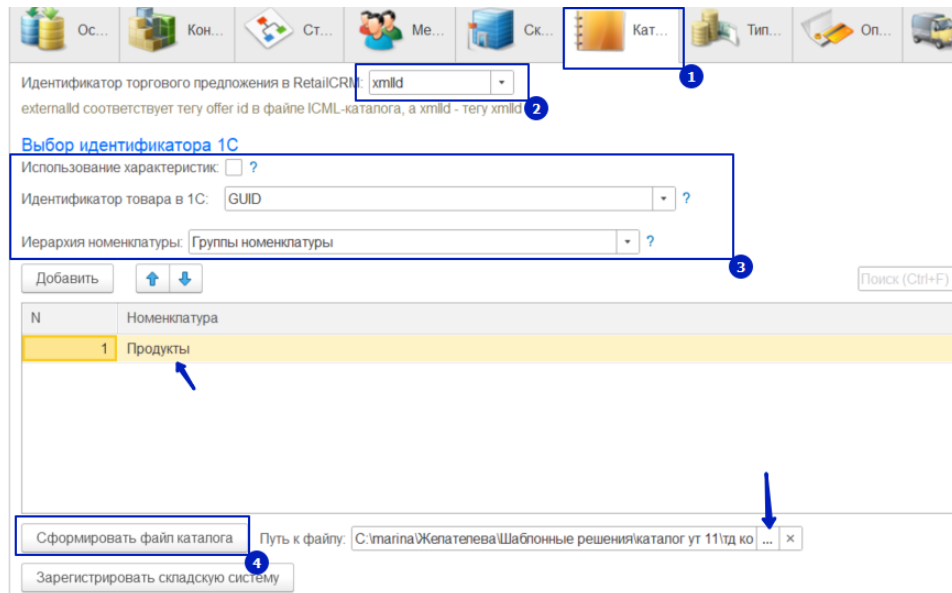 Ос... Кон... Ст... Ме... Ск... Кат... Тип... Оп...
1
Идентификатор торгового предложения в RetailCRM: xmlId
externalId соответствует тегу offer id в файле ICML-каталога, а xmlId - тегу xmlId
2
Выбор идентификатора 1С
Использование характеристик: ?
Идентификатор товара в 1С: GUID ?
Иерархия номенклатуры: Группы номенклатуры ?
3
Добавить Поиск (Ctrl+F)
N Номенклатура
1 Продукты
Сформировать файл каталога Путь к файлу: C:\marina\Желателева\Шаблонные решения\каталог ут 11\тд ко ... ×
4
Зарегистрировать складскую систему